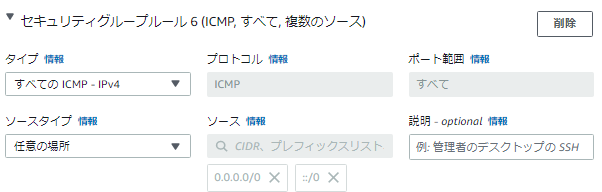 セキュリティグループルール 6 (ICMP, すべて, 複数のソース)
削除
タイプ 情報
プロトコル 情報
ポート範囲 情報
すべての ICMP - IPv4
ICMP
すべて
ソースタイプ 情報
ソース 情報
説明 - optional 情報
任意の場所
CIDR、プレフィックスリスト
例: 管理者のデスクトップの SSH
0.0.0.0/0
::/0